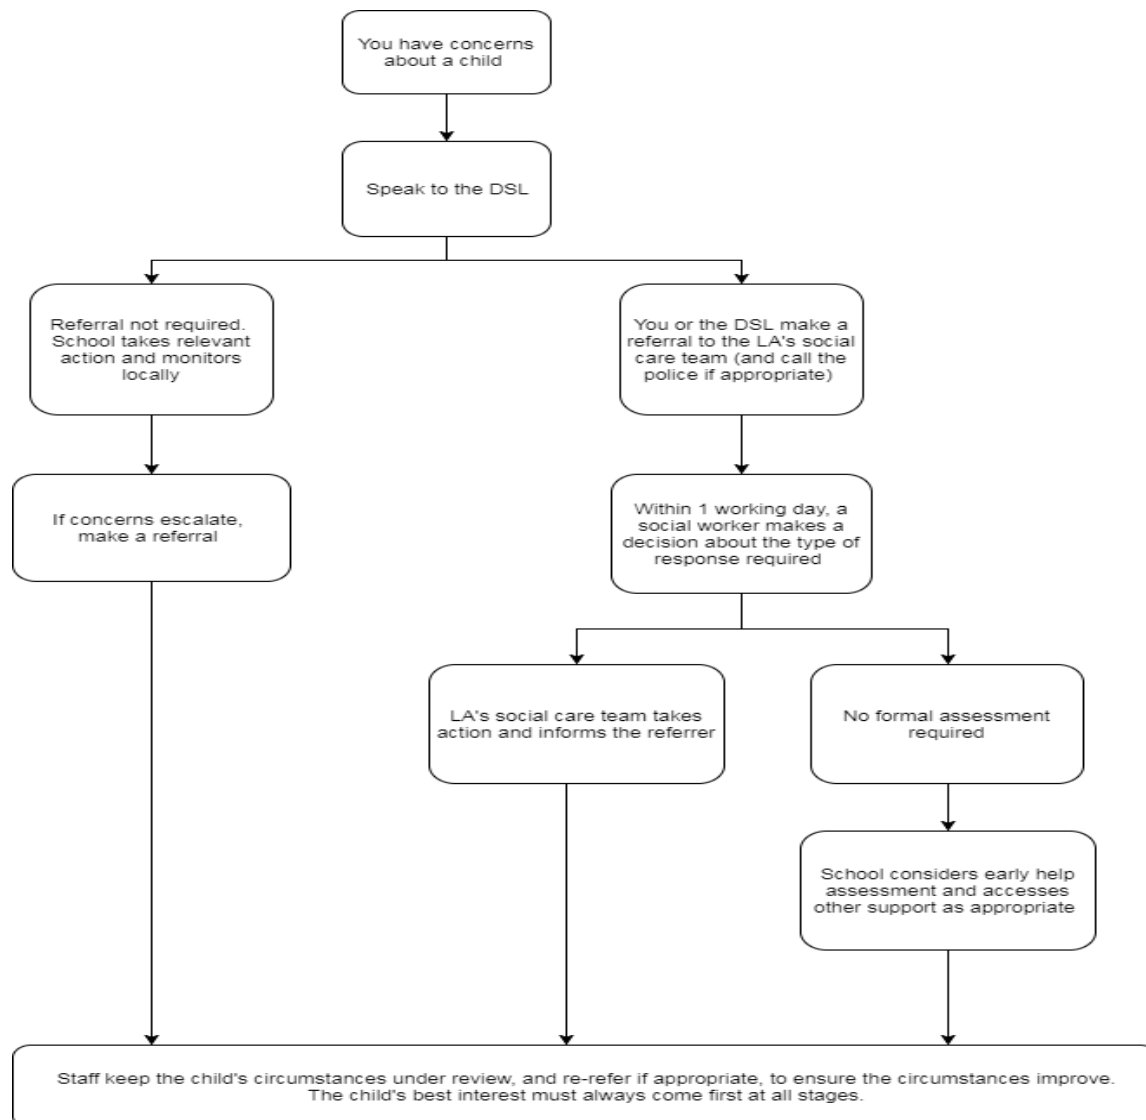 You have concerns
about a child
Speak to the DSL
Referral not required.
School takes relevant
action and monitors
locally
You or the DSL make a
referral to the LA's social
care team (and call the
police if appropriate)
If concerns escalate,
make a referral
Within 1 working day, a
social worker makes a
decision about the type of
response required
LA's social care team takes
action and informs the referrer
No formal assessment
required
School considers early help
assessment and accesses
other support as appropriate
Staff keep the child's circumstances under review, and re-refer if appropriate, to ensure the circumstances improve.
The child's best interest must always come first at all stages.